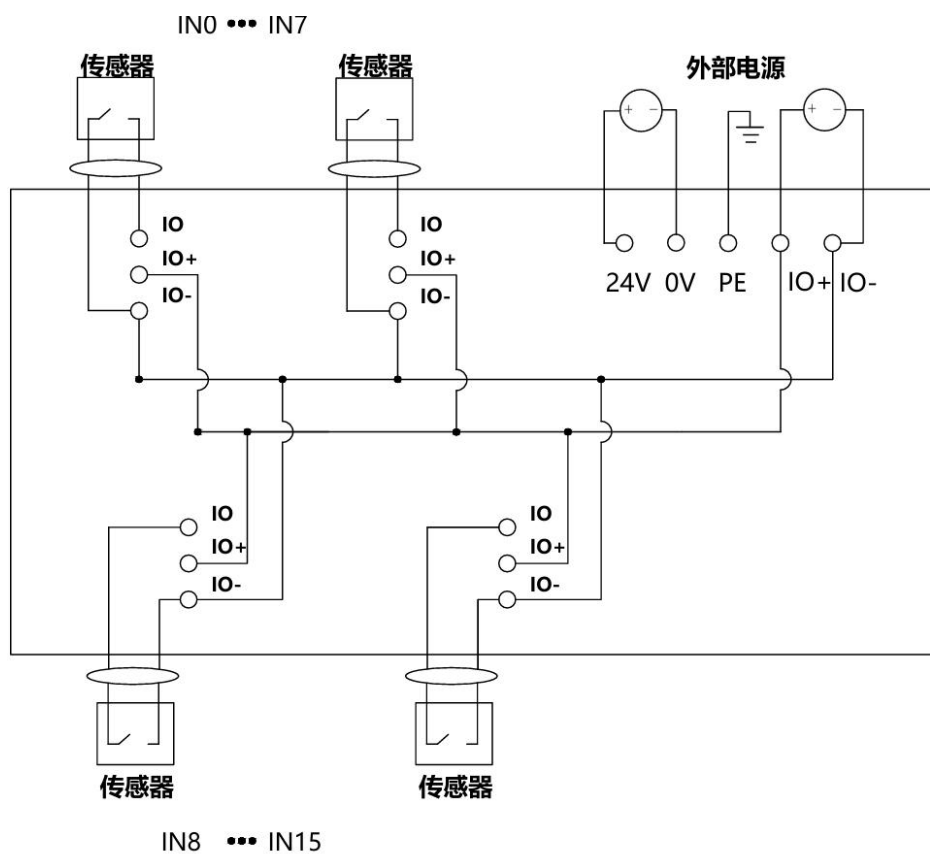 IN0 ••• IN7
传感器
传感器
外部电源
+ −
+ −
IO
IO+
IO-
IO
IO+
IO-
24V 0V PE IO+ IO-
IO
IO+
IO-
IO
IO+
IO-
传感器
传感器
IN8 ••• IN15